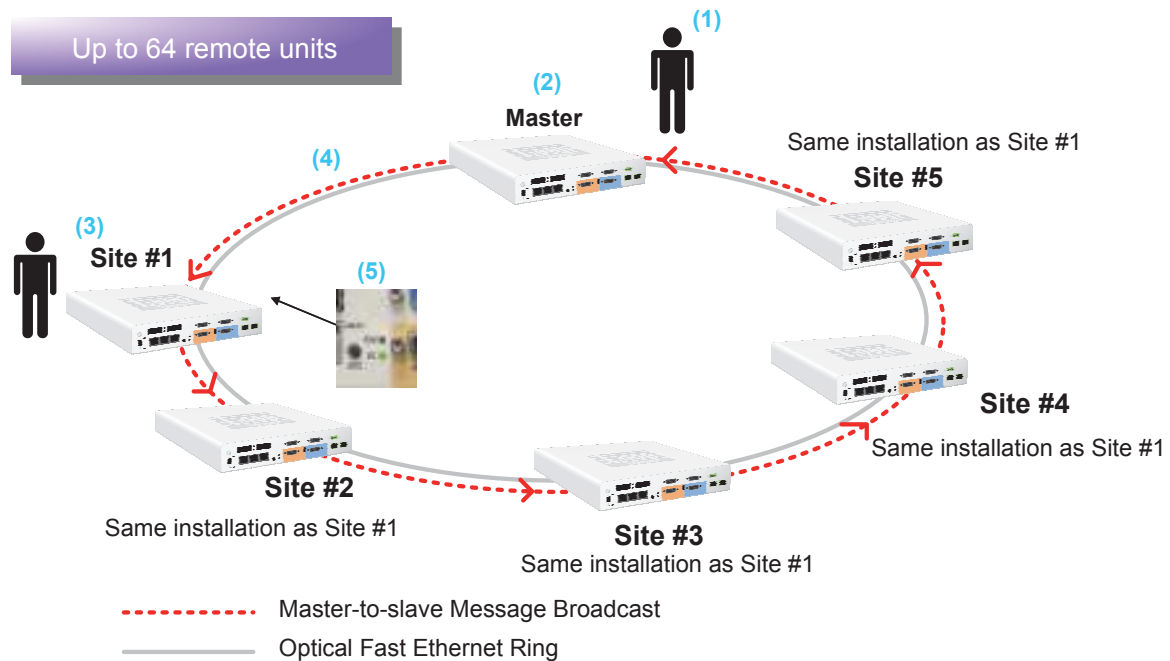 Up to 64 remote units
(1)
(2)
Master
(4)
Same installation as Site #1
Site #5
(3)
Site #1
(5)
Site #4
Same installation as Site #1
Site #2
Same installation as Site #1
Site #3
Same installation as Site #1
Master-to-slave Message Broadcast
Optical Fast Ethernet Ring